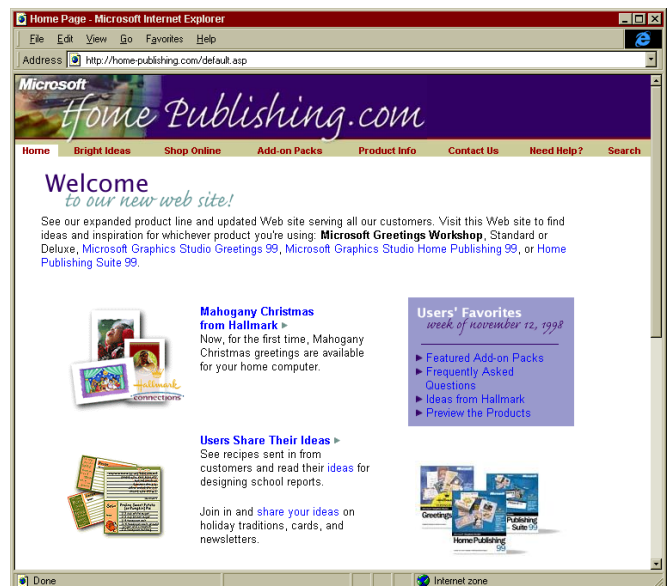 Home Page - Microsoft Internet Explorer
File Edit View Go Favorites Help
Address http://home-publishing.com/default.asp
Microsoft
Home Publishing.com
Home Bright Ideas Shop Online Add-on Packs Product Info Contact Us Need Help? Search
Welcome
to our new web site!
See our expanded product line and updated Web site serving all our customers. Visit this Web site to find
ideas and inspiration for whichever product you're using: Microsoft Greetings Workshop, Standard or
Deluxe, Microsoft Graphics Studio Greetings 99, Microsoft Graphics Studio Home Publishing 99, or Home
Publishing Suite 99.
Mahogany Christmas
from Hallmark
Now, for the first time, Mahogany
Christmas greetings are available
for your home computer.
Hallmark
connections
Users' Favorites
week of november 12, 1998
Featured Add-on Packs
Frequently Asked
Questions
Ideas from Hallmark
Preview the Products
Users Share Their Ideas
See recipes sent in from
customers and read their ideas for
designing school reports.
Join in and share your ideas on
holiday traditions, cards, and
newsletters.
Greetings
Publishing
Suite 99
Home Publishing
99
Done Internet zone